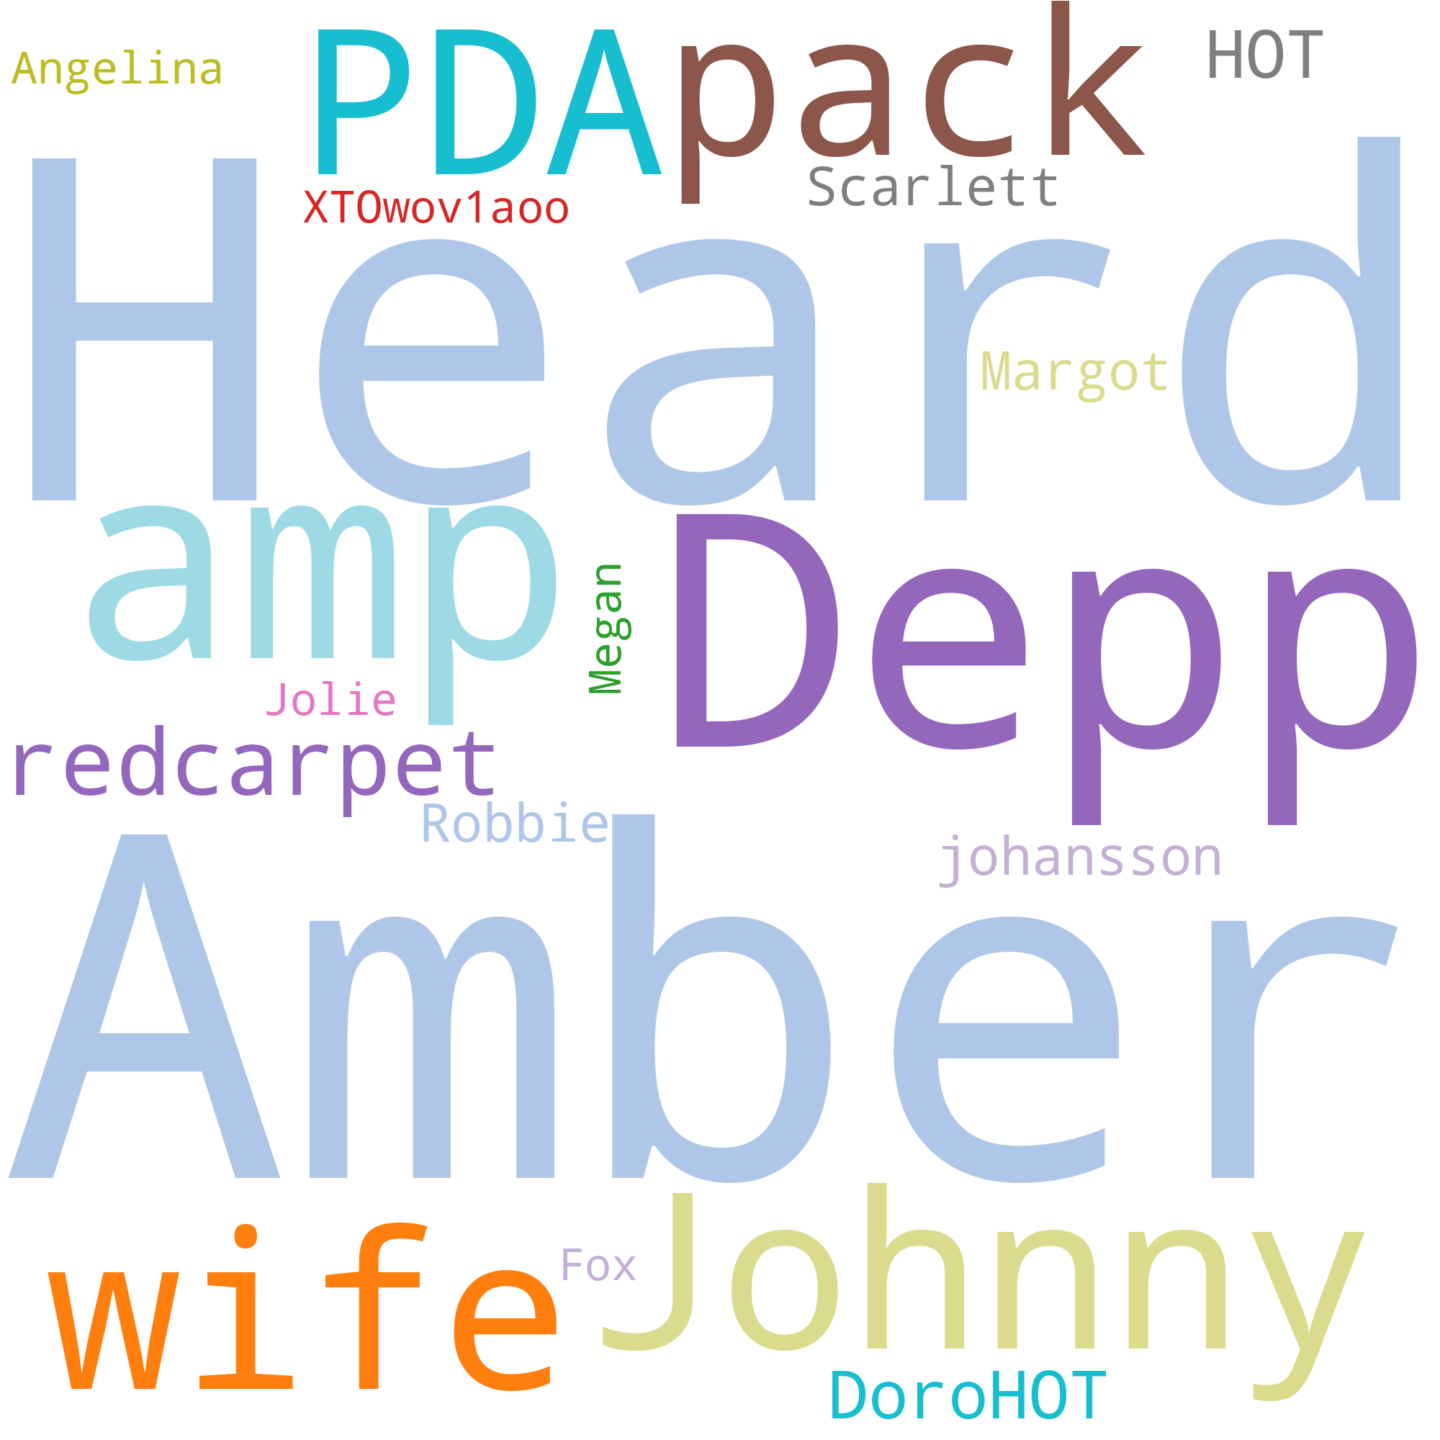 Angelina
PDA
pack
HOT
XTOwov1aoo
Scarlett
Heard
Margot
amp
Megan
Depp
Jolie
redcarpet
Robbie
johansson
Amber
wife
Fox
Johnny
DoroHOT